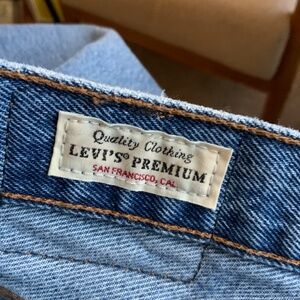 Quality Clothing
LEVI'S® PREMIUM
SAN FRANCISCO, CAL